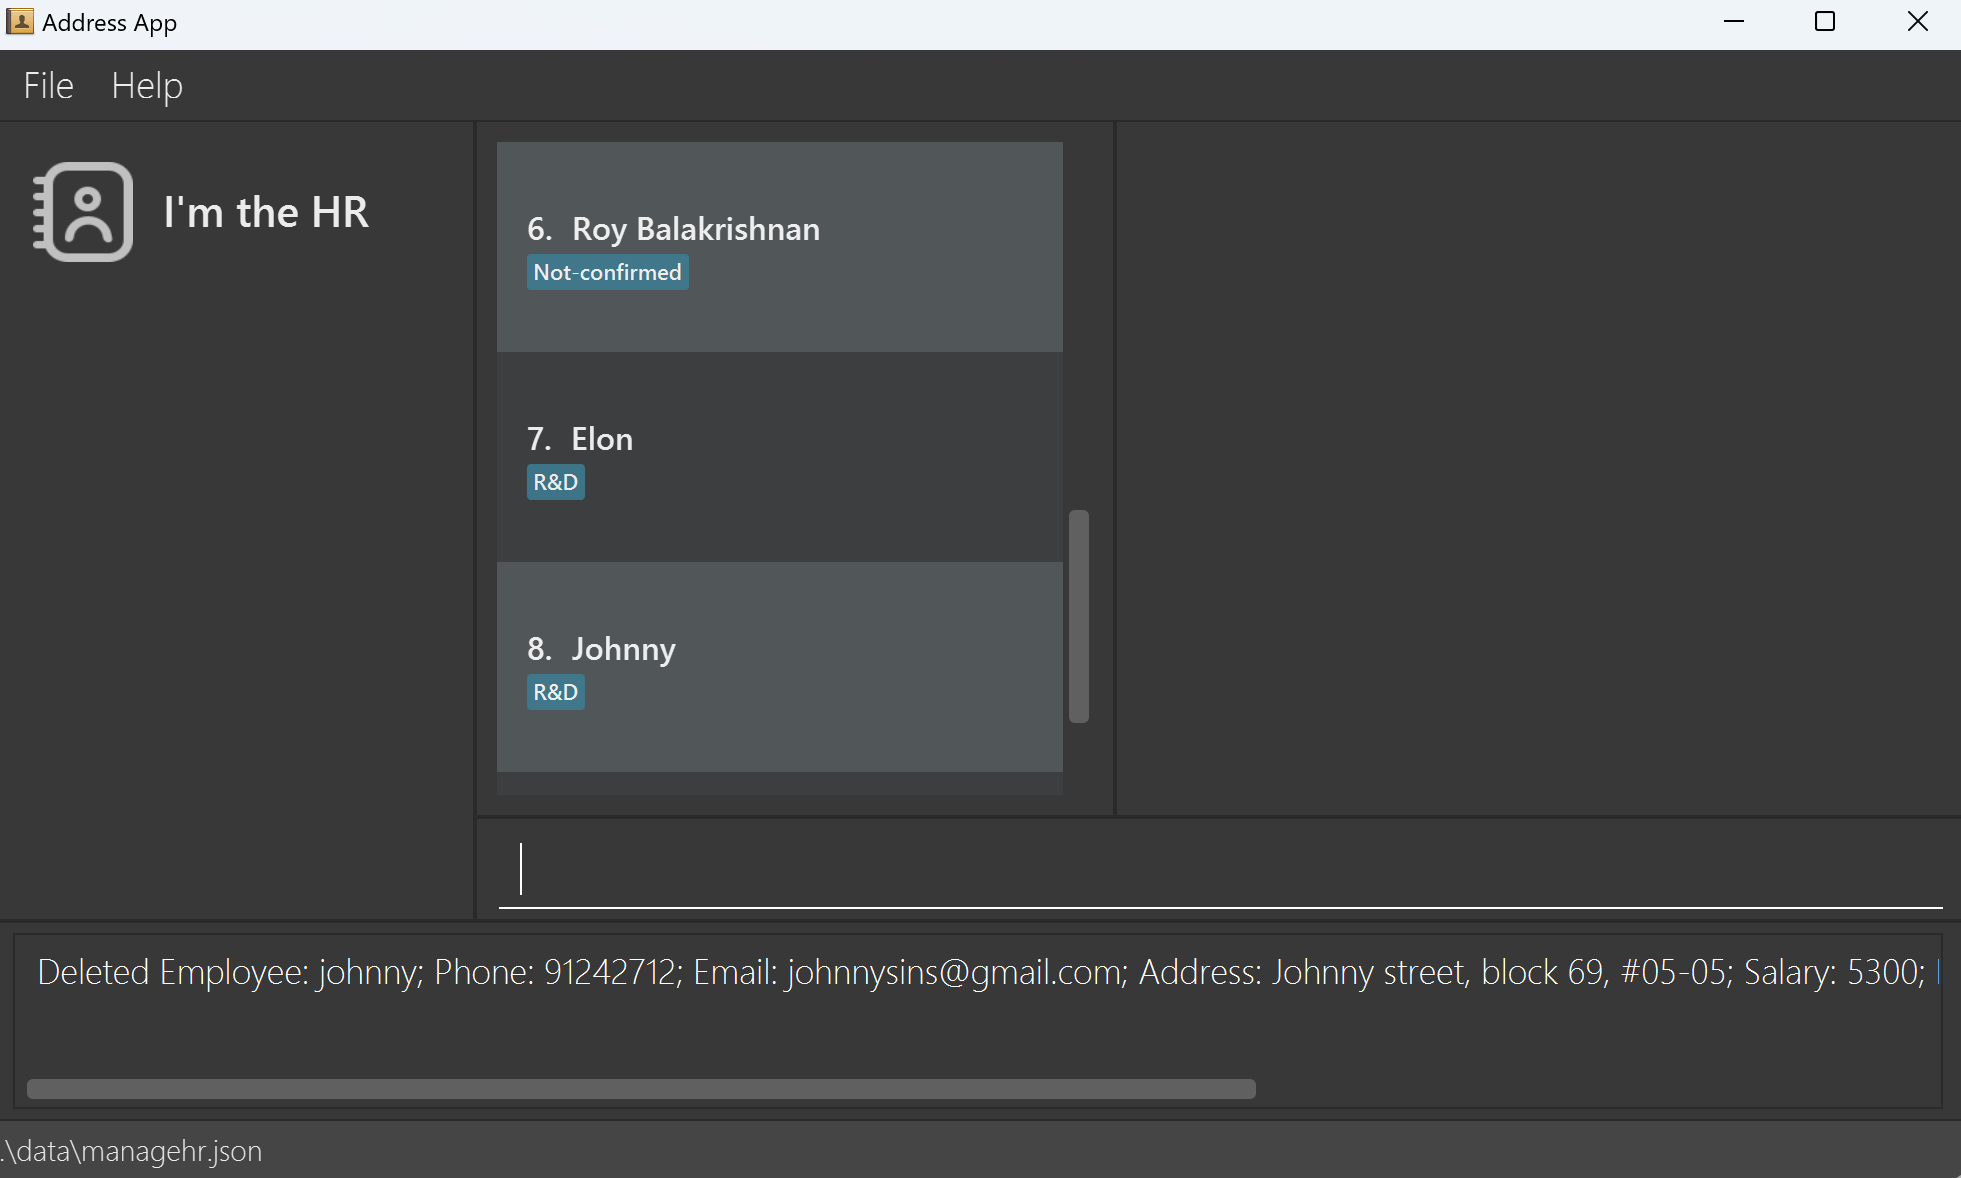 Address App
File Help
I'm the HR
6. Roy Balakrishnan
Not-confirmed
7. Elon
R&D
8. Johnny
R&D
Deleted Employee: johnny; Phone: 91242712; Email: johnnysins@gmail.com; Address: Johnny street, block 69, #05-05; Salary: 5300;
.\data\managehr.json